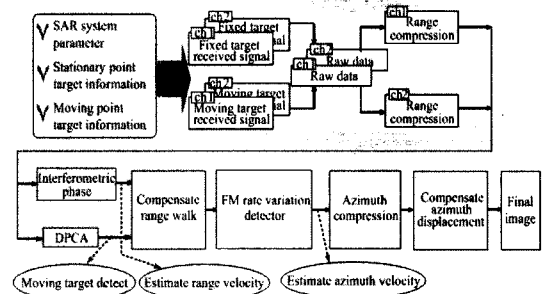 SAR system
parameter
Stationary point
target information
Moving point
target information
ch2
Fixed target
ch1
Fixed target
received signal
ch2
Moving target
ch1
Moving target
received signal
ch2
Raw data
ch1
Raw data
ch1
Range
compression
ch2
Range
compression
Interferometric
phase
DPCA
Compensate
range walk
FM rate variation
detector
Azimuth
compression
Compensate
azimuth
displacement
Final
image
Moving target detect
Estimate range velocity
Estimate azimuth velocity